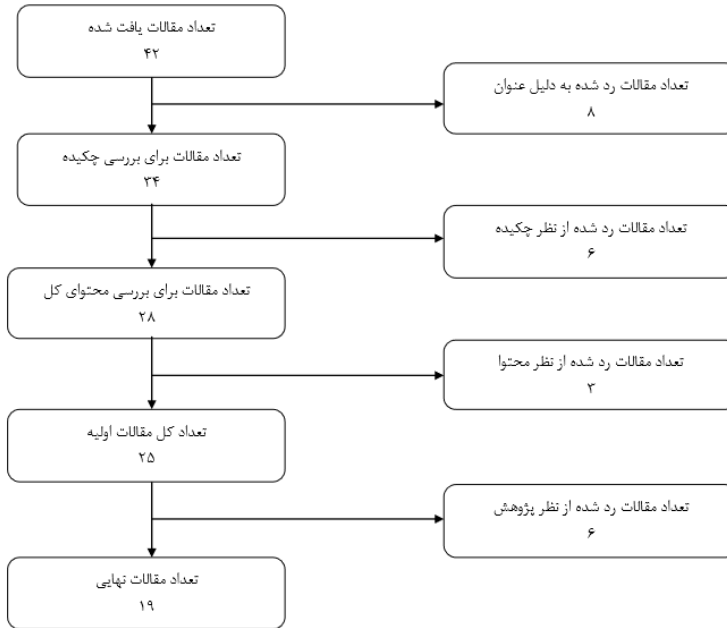 تعداد مقالات یافت شده
۴۲
تعداد مقالات رد شده به دلیل عنوان
۸
تعداد مقالات برای بررسی چکیده
۳۴
تعداد مقالات رد شده از نظر چکیده
۶
تعداد مقالات برای بررسی محتوای کل
۲۸
تعداد مقالات رد شده از نظر محتوا
۳
تعداد کل مقالات اولیه
۲۵
تعداد مقالات رد شده از نظر پژوهش
۶
تعداد مقالات نهایی
۱۹